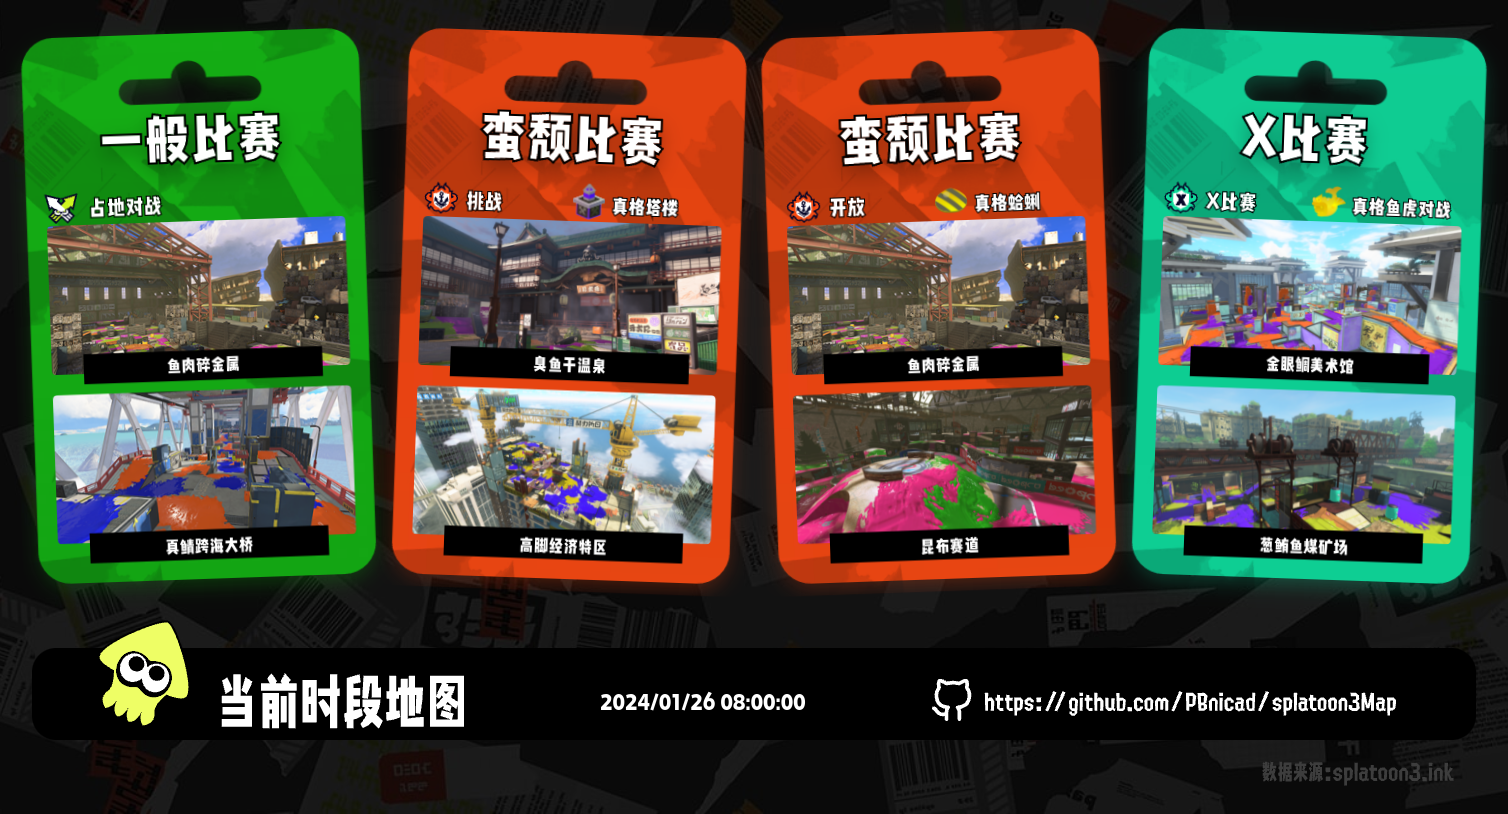 一般比赛
占地对战
鱼肉碎金属
真鲭跨海大桥
蛮颓比赛
挑战
真格塔楼
臭鱼干温泉
高脚经济特区
蛮颓比赛
开放
真格蛤蜊
鱼肉碎金属
昆布赛道
X比赛
X比赛
真格鱼虎对战
金眼鲷美术馆
葱鲔鱼煤矿场
当前时段地图
2024/01/26 08:00:00
https://github.com/PBnicad/splatoon3Map
数据来源:splatoon3.ink